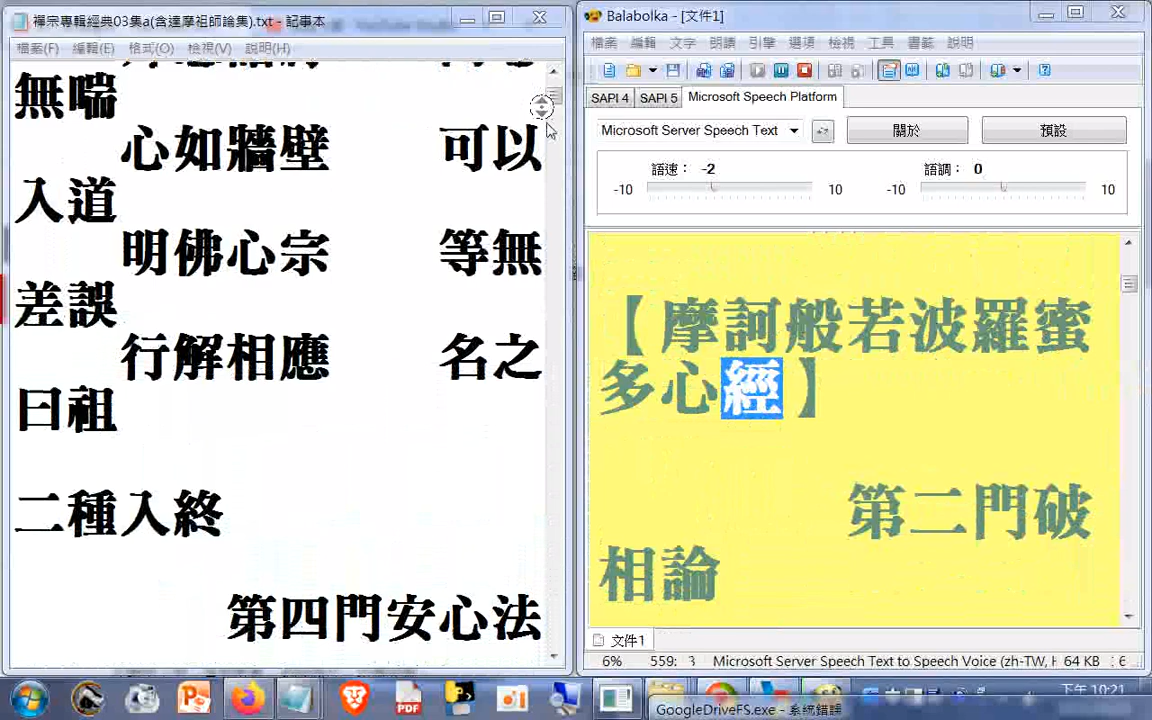 禪宗專輯經典03集a(含達摩祖師論集).txt - 記事本
檔案(F) 編輯(E) 格式(O) 檢視(V) 說明(H)
無喘
心如牆壁 可以
入道
明佛心宗 等無
差誤
行解相應 名之
曰祖
二種入終
第四門安心法
Balabolka - [文件1]
檔案 編輯 文字 朗讀 引擎 選項 檢視 工具 書籤 說明
SAPI 4 SAPI 5 Microsoft Speech Platform
Microsoft Server Speech Text 關於 預設
語速： -2 語調： 0
-10 10 -10 10
【摩訶般若波羅蜜
多心經】
第二門破
相論
文件1
6% 559: 3 Microsoft Server Speech Text to Speech Voice (zh-TW, H 64 KB : 6
下午 10:21
GoogleDriveFS.exe - 系統錯誤